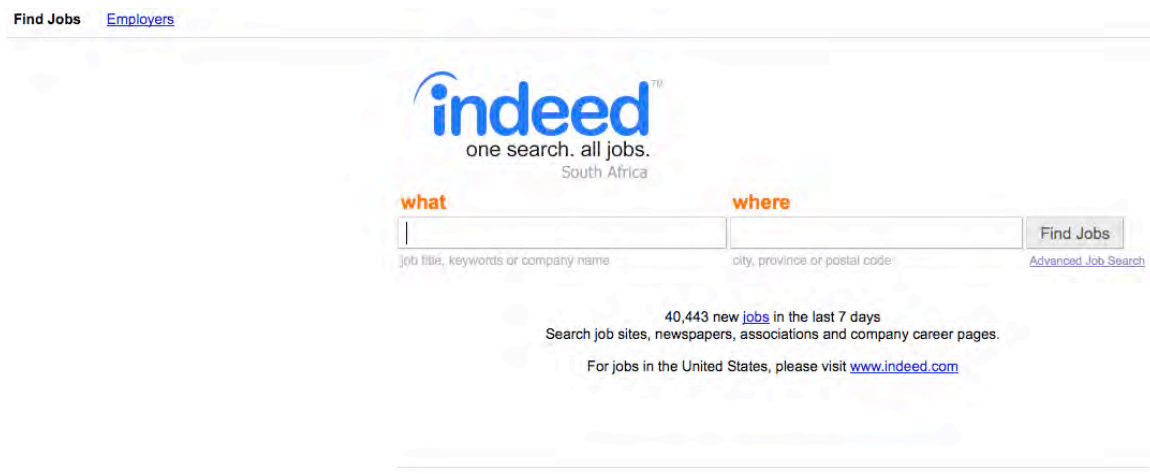 Find Jobs Employers
indeed™
one search. all jobs.
South Africa
what where
Find Jobs
job title, keywords or company name city, province or postal code Advanced Job Search
40,443 new jobs in the last 7 days
Search job sites, newspapers, associations and company career pages.
For jobs in the United States, please visit www.indeed.com